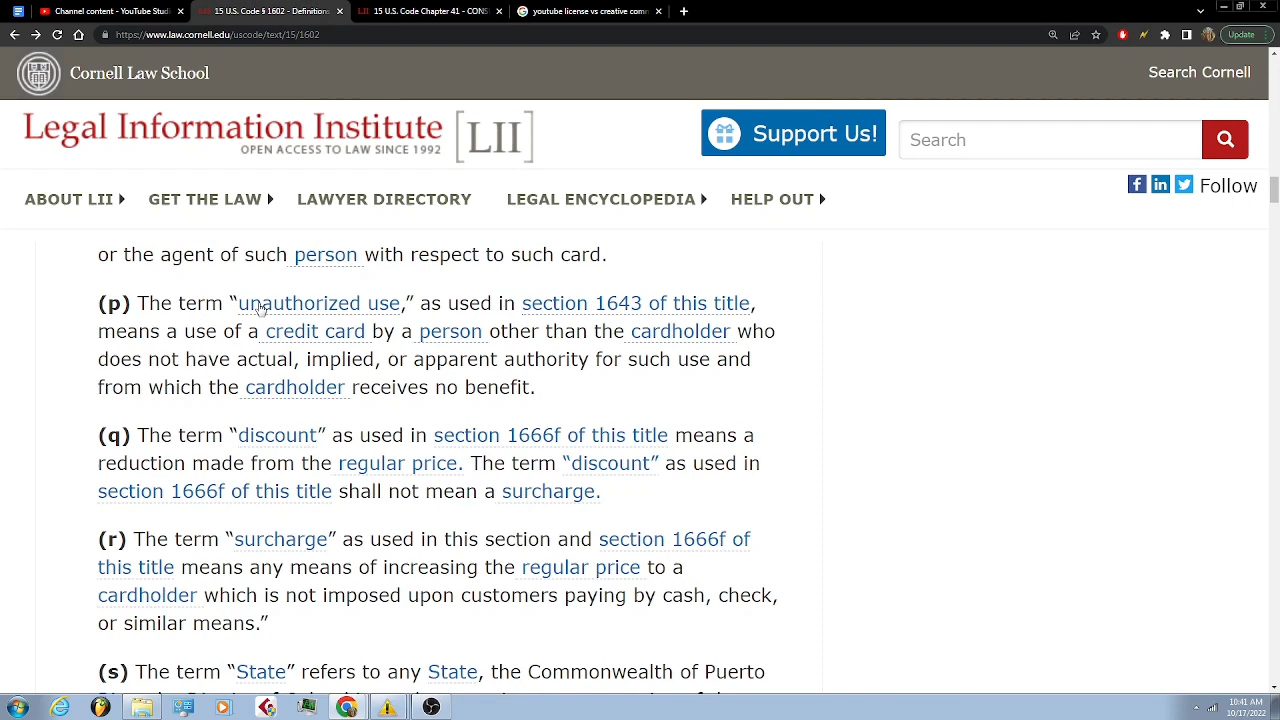 Channel content - YouTube Studi
15 U.S. Code § 1602 - Definitions
15 U.S. Code Chapter 41 - CONS
youtube license vs creative comm
https://www.law.cornell.edu/uscode/text/15/1602
Update
Cornell Law School
Search Cornell
Legal Information Institute [LII]
OPEN ACCESS TO LAW SINCE 1992
Support Us!
Search
ABOUT LII
GET THE LAW
LAWYER DIRECTORY
LEGAL ENCYCLOPEDIA
HELP OUT
Follow
or the agent of such person with respect to such card.
(p) The term “unauthorized use,” as used in section 1643 of this title,
means a use of a credit card by a person other than the cardholder who
does not have actual, implied, or apparent authority for such use and
from which the cardholder receives no benefit.
(q) The term “discount” as used in section 1666f of this title means a
reduction made from the regular price. The term “discount” as used in
section 1666f of this title shall not mean a surcharge.
(r) The term “surcharge” as used in this section and section 1666f of
this title means any means of increasing the regular price to a
cardholder which is not imposed upon customers paying by cash, check,
or similar means.”
(s) The term “State” refers to any State, the Commonwealth of Puerto
10:41 AM
10/17/2022